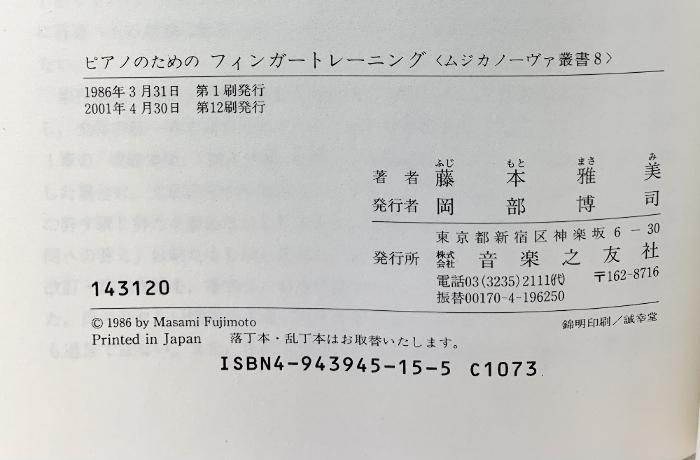 ピアノのための フィンガートレーニング〈ムジカノーヴァ叢書8〉
1986年3月31日 第1刷発行
2001年4月30日 第12刷発行
ふじ もと まさ み
著者 藤本雅美
発行者 岡部博司
東京都新宿区神楽坂6－30
発行所 株式会社 音楽之友社
電話03(3235)2111㈹ 〒162-8716
振替00170-4-196250
143120
© 1986 by Masami Fujimoto
Printed in Japan
落丁本・乱丁本はお取替いたします。
錦明印刷／誠幸堂
ISBN4-943945-15-5 C1073